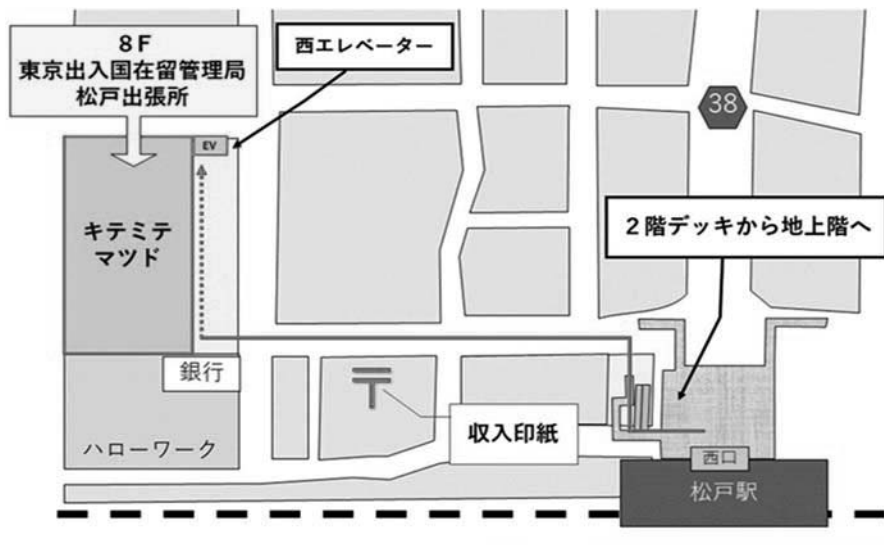 8F
東京出入国在留管理局
松戸出張所
西エレベーター
38
EV
キテミテ
マツド
2階デッキから地上階へ
銀行
〒
収入印紙
ハローワーク
西口
松戸駅